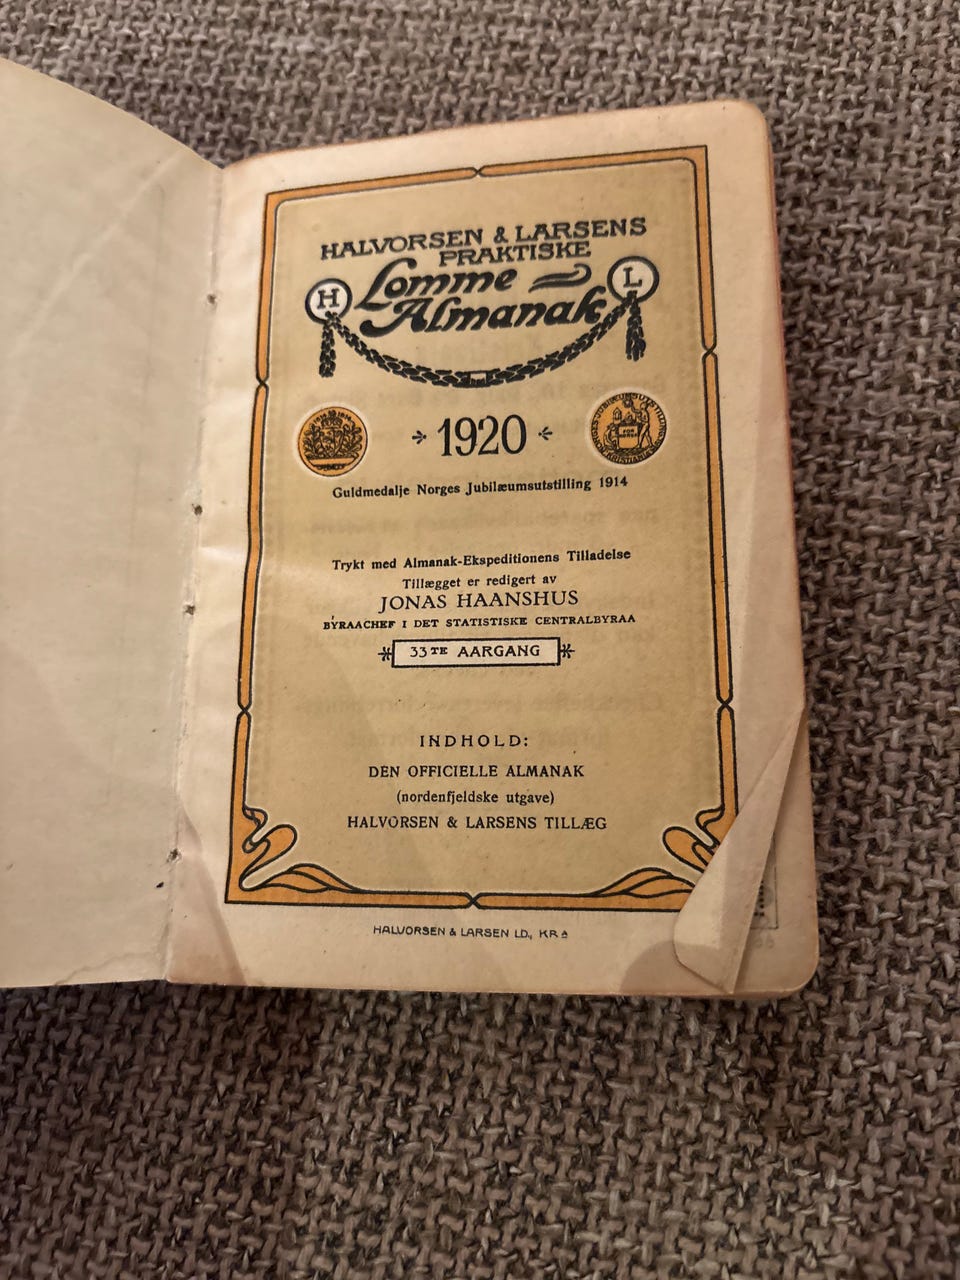 HALVORSEN & LARSENS
PRAKTISKE
H Lomme L
Almanak
1920
Guldmedalje Norges Jubilæumsutstilling 1914
Trykt med Almanak-Ekspeditionens Tilladelse
Tillægget er redigert av
JONAS HAANSHUS
BYRAACHEF I DET STATISTISKE CENTRALBYRAA
33TE AARGANG
INDHOLD:
DEN OFFICIELLE ALMANAK
(nordenfjeldske utgave)
HALVORSEN & LARSENS TILLÆG
HALVORSEN & LARSEN LD., KRA